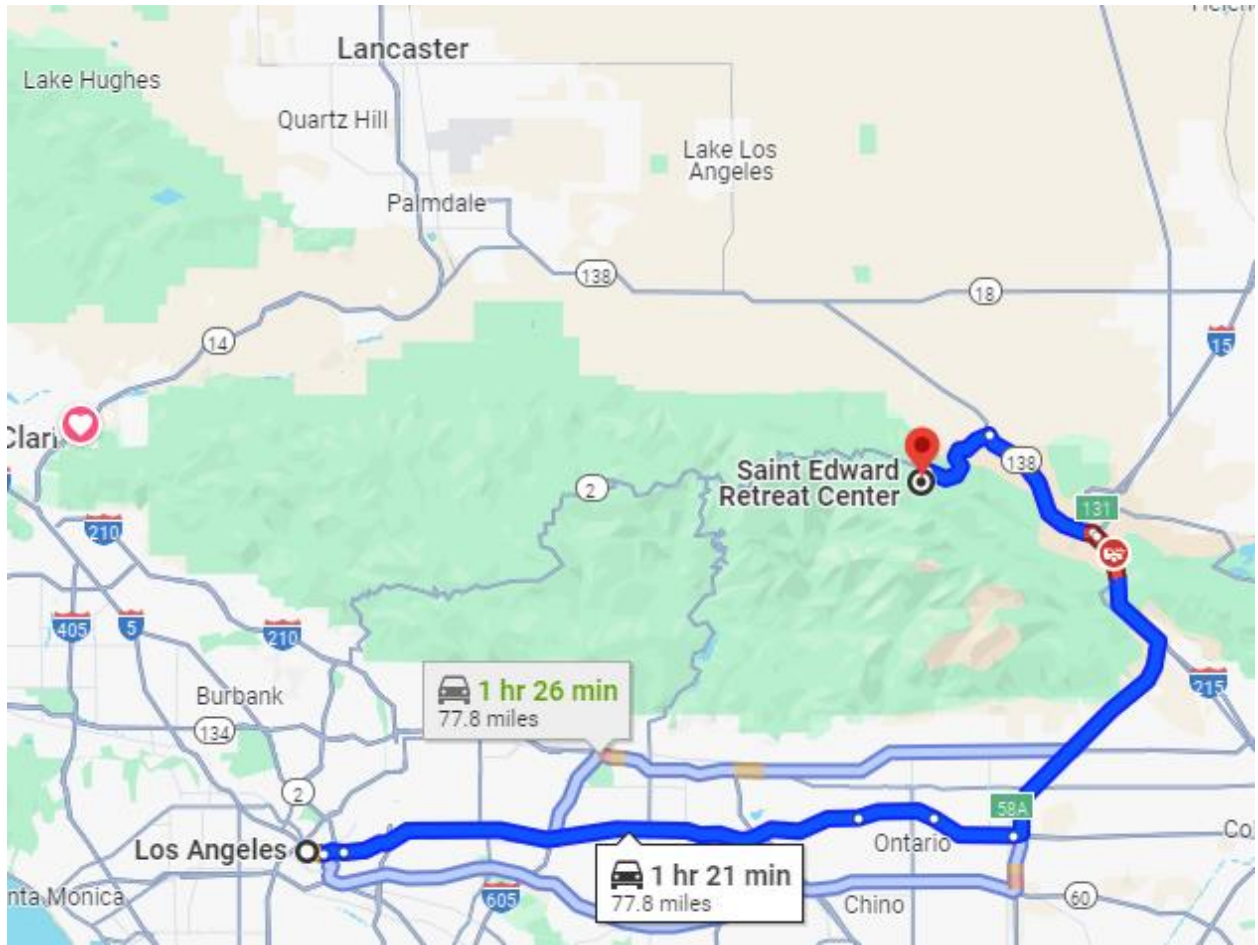 Lancaster
Lake Hughes
Quartz Hill
Lake Los
Angeles
Palmdale
138
18
14
15
Clari
2
Saint Edward
Retreat Center
138
131
210
405
5
210
215
1 hr 26 min
77.8 miles
Burbank
134
2
58A
Los Angeles
Ontario
Co
1 hr 21 min
77.8 miles
nta Monica
605
Chino
60